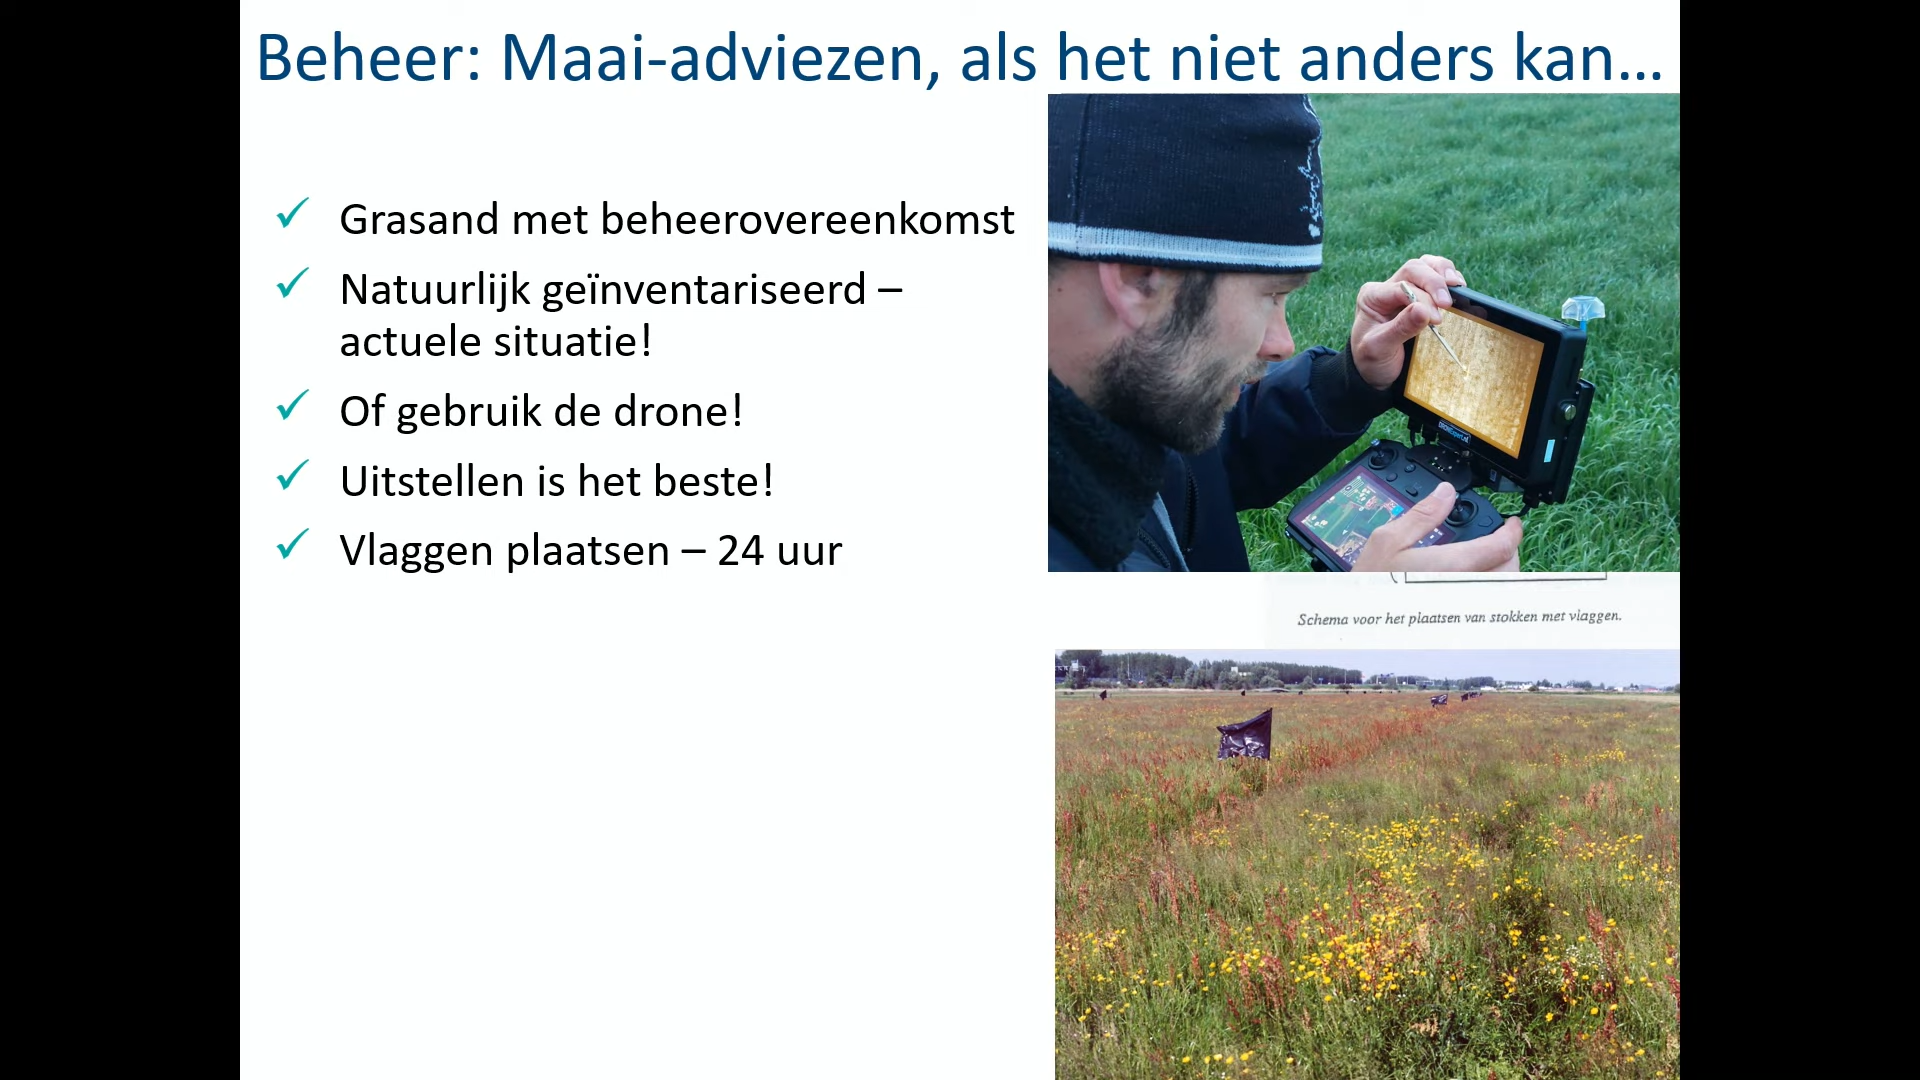 Beheer: Maai-adviezen, als het niet anders kan...
Grasand met beheerovereenkomst
Natuurlijk geïnventariseerd –
actuele situatie!
Of gebruik de drone!
Uitstellen is het beste!
Vlaggen plaatsen – 24 uur
Schema voor het plaatsen van stokken met vlaggen.